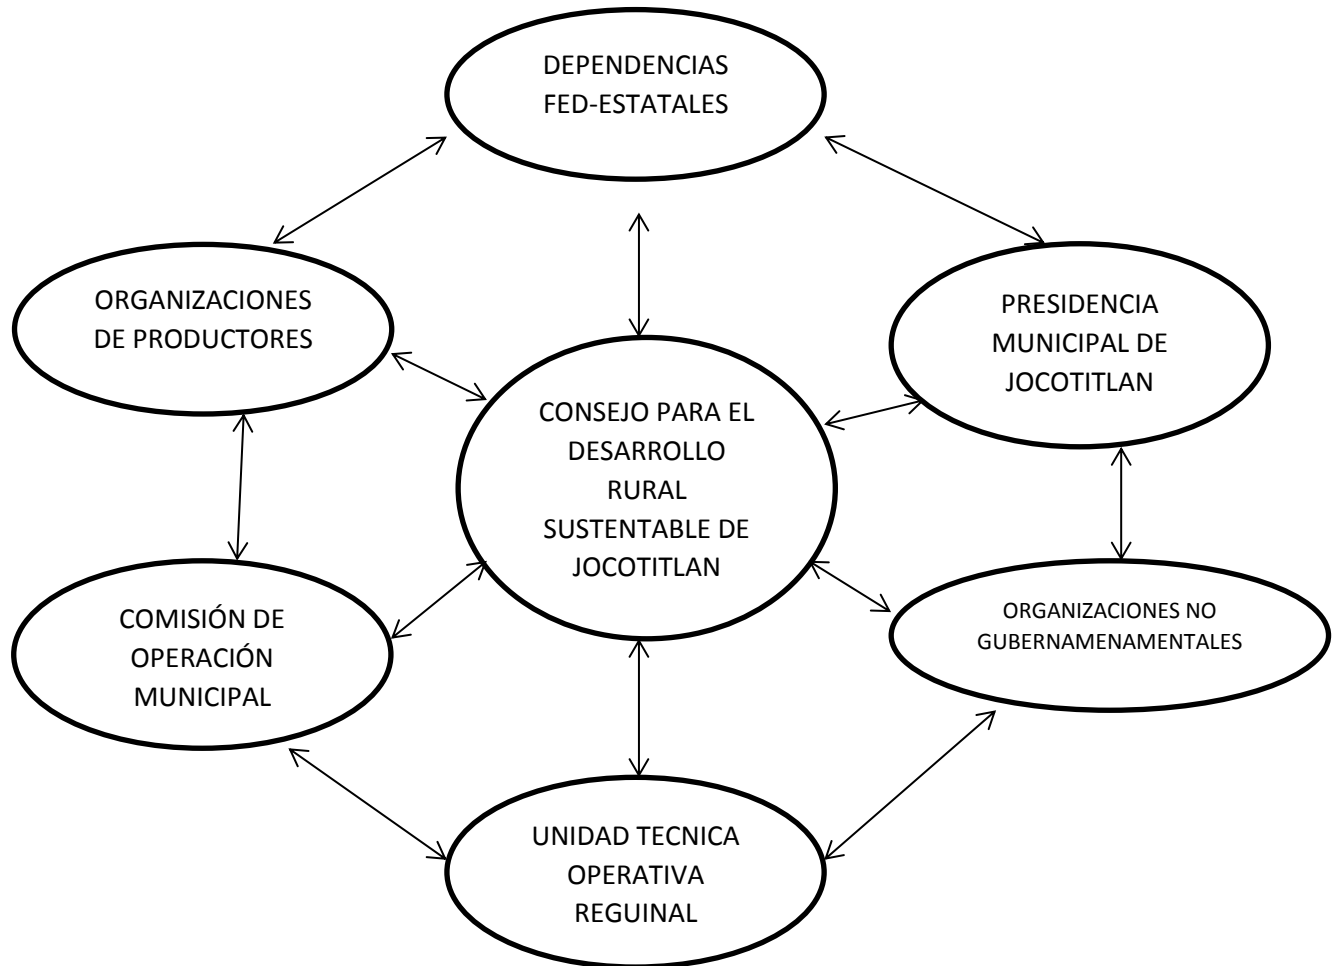 DEPENDENCIAS
FED-ESTATALES
ORGANIZACIONES
DE PRODUCTORES
PRESIDENCIA
MUNICIPAL DE
JOCOTITLAN
CONSEJO PARA EL
DESARROLLO
RURAL
SUSTENTABLE DE
JOCOTITLAN
COMISIÓN DE
OPERACIÓN
MUNICIPAL
ORGANIZACIONES NO
GUBERNAMENAMENTALES
UNIDAD TECNICA
OPERATIVA
REGUINAL